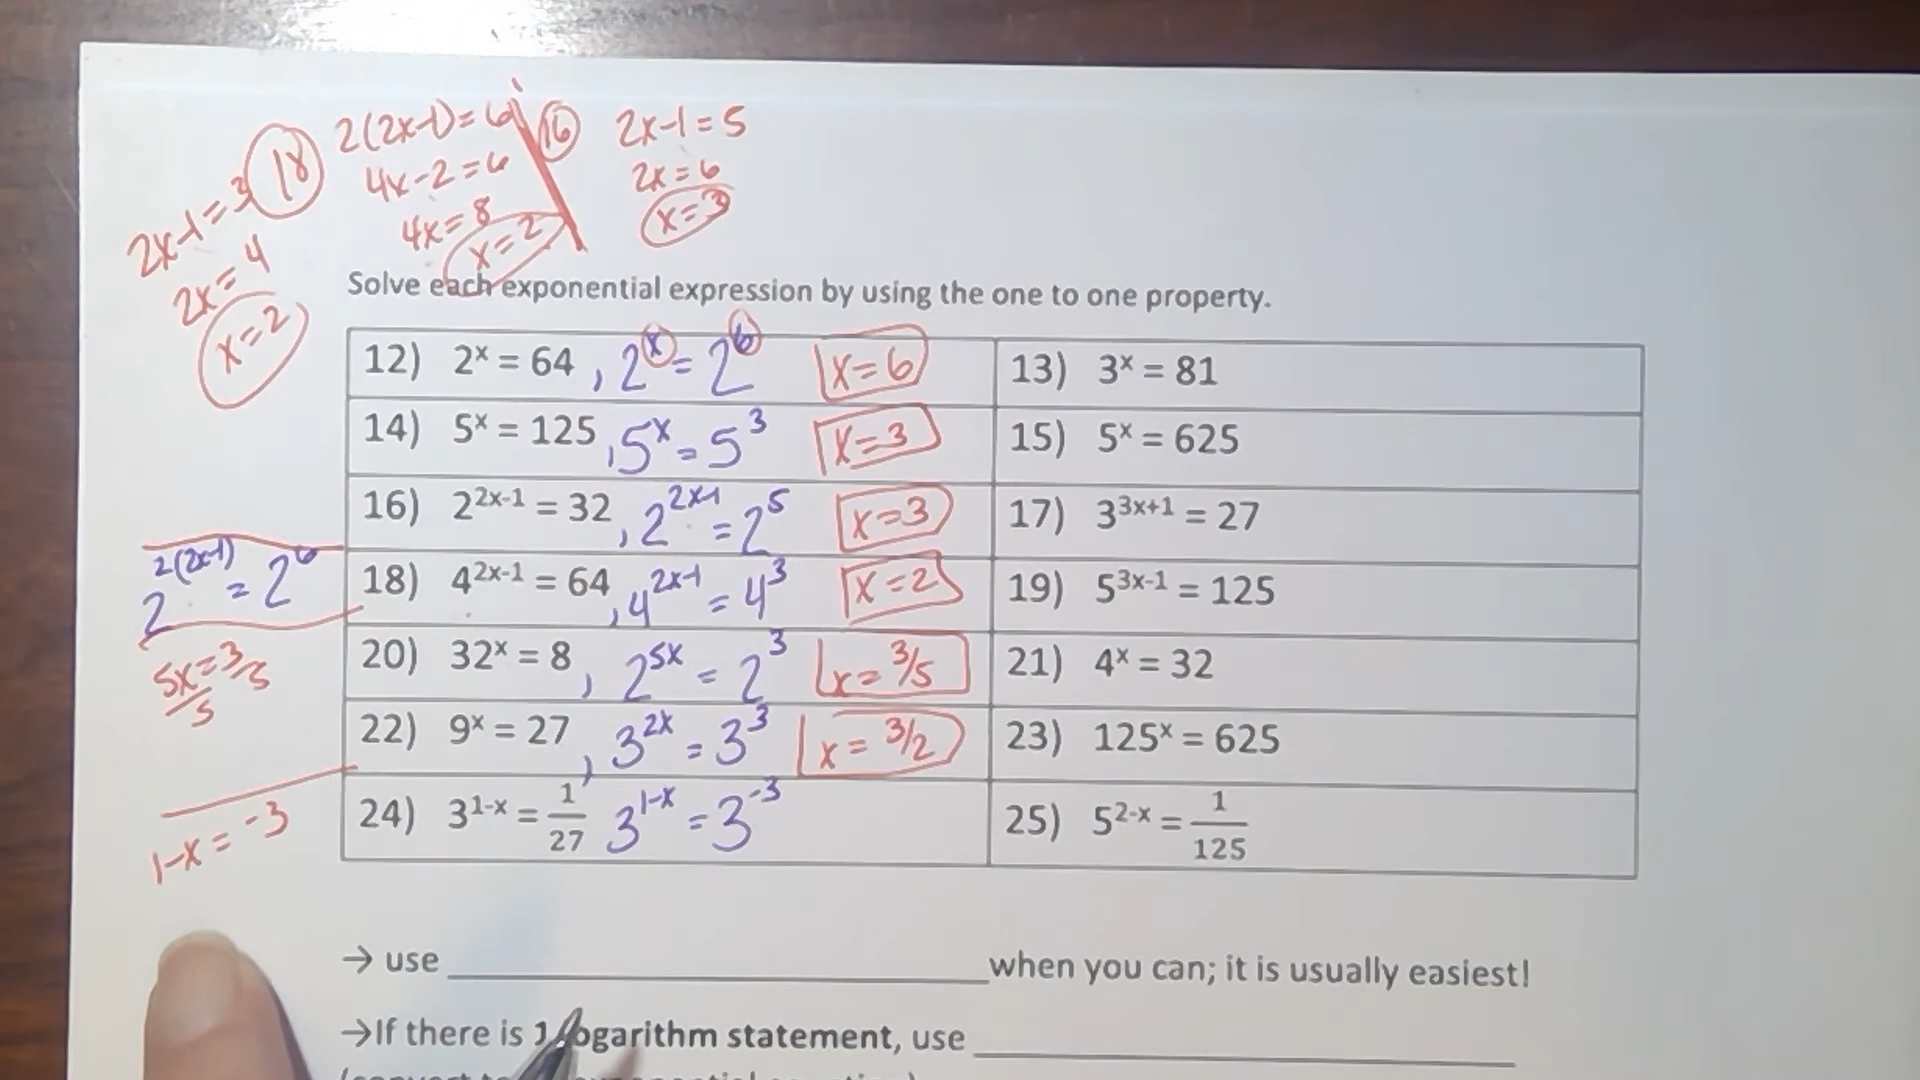 2x-1=3
2x=4
x=2
18
2(2x-1)=6
4x-2=6
4x=8
x=2
16
2x-1=5
2x=6
x=3
Solve each exponential expression by using the one to one property.
12) 2ˣ = 64 , 2ˣ = 2⁶ x=6
13) 3ˣ = 81
14) 5ˣ = 125 , 5ˣ = 5³ x=3
15) 5ˣ = 625
16) 2²ˣ⁻¹ = 32 , 2²ˣ⁻¹ = 2⁵ x=3
17) 3³ˣ⁺¹ = 27
2²⁽²ˣ⁻¹⁾ = 2⁶
18) 4²ˣ⁻¹ = 64 , 4²ˣ⁻¹ = 4³ x=2
19) 5³ˣ⁻¹ = 125
5x/5=3/5
20) 32ˣ = 8 , 2⁵ˣ = 2³ x=3/5
21) 4ˣ = 32
22) 9ˣ = 27 , 3²ˣ = 3³ x=3/2
23) 125ˣ = 625
1-x=-3
24) 3¹⁻ˣ = 1/27 , 3¹⁻ˣ = 3⁻³
25) 5²⁻ˣ = 1/125
→ use ____________________ when you can; it is usually easiest!
→If there is 1 logarithm statement, use ____________________